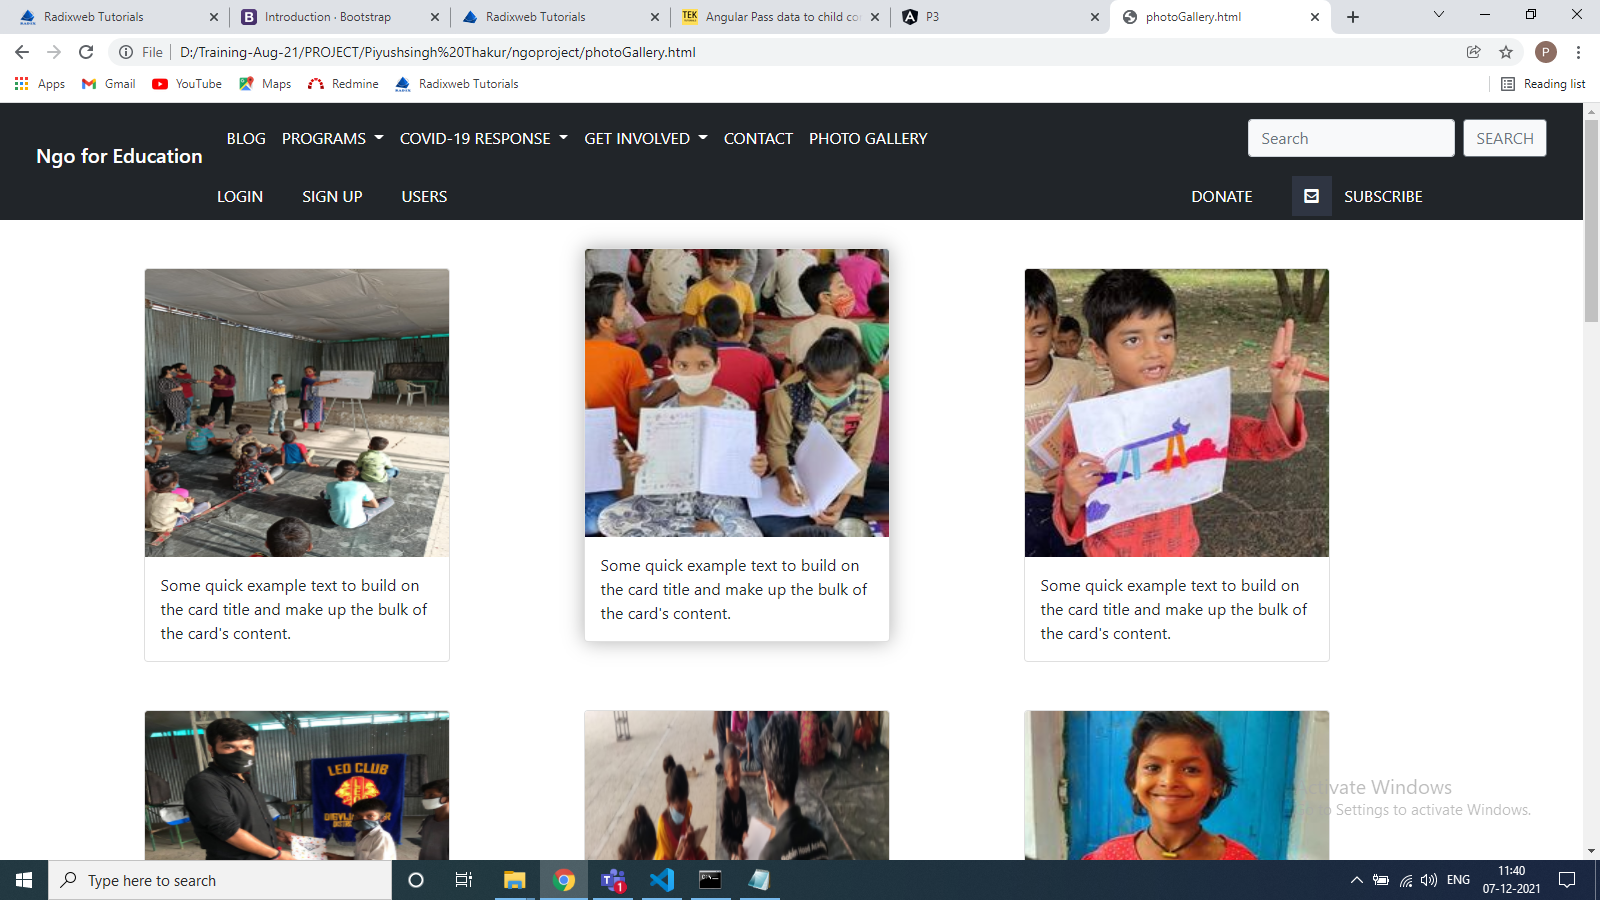 Radixweb Tutorials
Introduction · Bootstrap
Radixweb Tutorials
Angular Pass data to child co
P3
photoGallery.html
File D:/Training-Aug-21/PROJECT/Piyushsingh%20Thakur/ngoproject/photoGallery.html
P
Apps Gmail YouTube Maps Redmine Radixweb Tutorials Reading list
Ngo for Education
BLOG PROGRAMS COVID-19 RESPONSE GET INVOLVED CONTACT PHOTO GALLERY
Search SEARCH
LOGIN SIGN UP USERS DONATE SUBSCRIBE
Some quick example text to build on
the card title and make up the bulk of
the card's content.
Some quick example text to build on
the card title and make up the bulk of
the card's content.
Some quick example text to build on
the card title and make up the bulk of
the card's content.
LEO CLUB
Activate Windows
to Settings to activate Windows.
Type here to search
1
ENG
11:40
07-12-2021